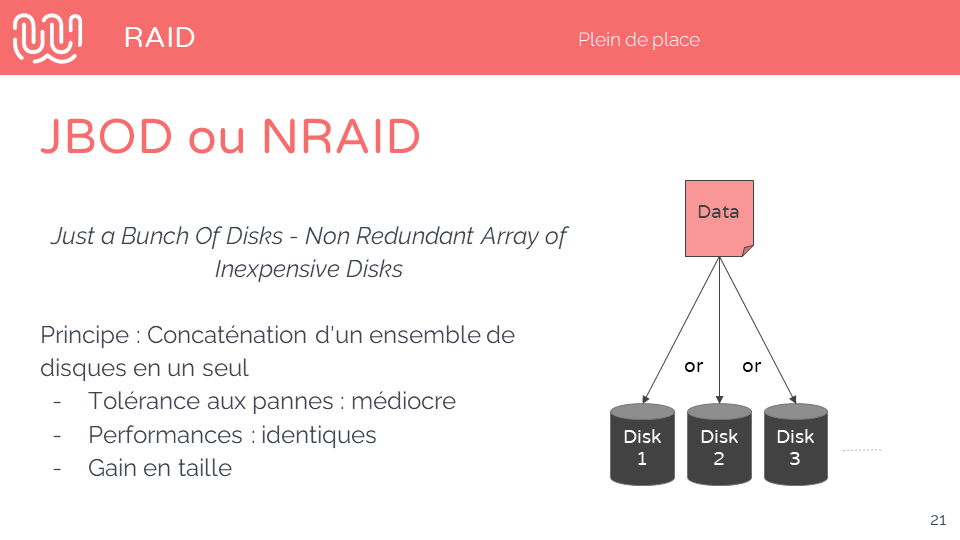 RAID
Plein de place
JBOD ou NRAID
Just a Bunch Of Disks - Non Redundant Array of
Inexpensive Disks
Principe : Concaténation d'un ensemble de
disques en un seul
- Tolérance aux pannes : médiocre
- Performances : identiques
- Gain en taille
Data
or or
Disk 1
Disk 2
Disk 3
.........
21